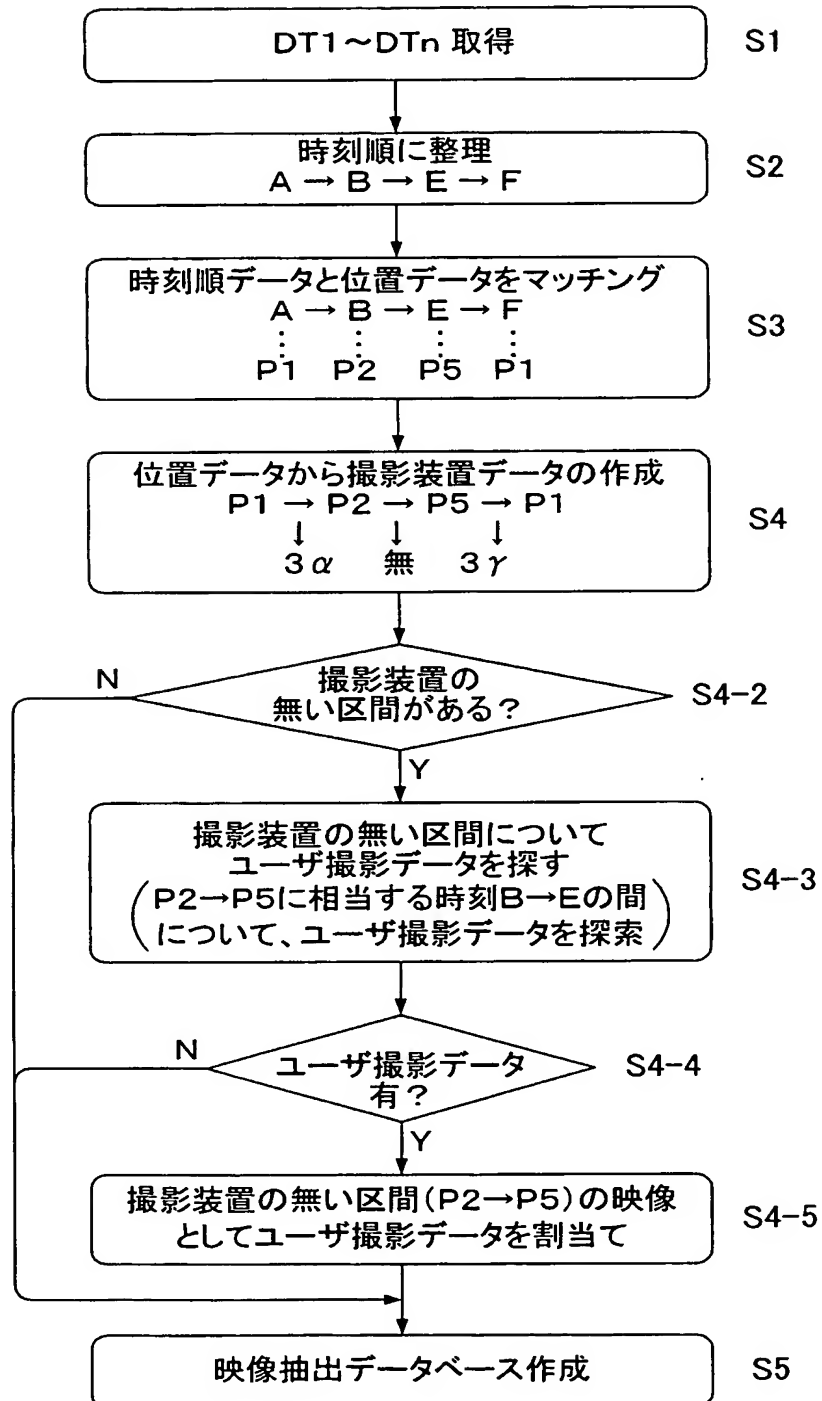 DT1～DTn 取得
S1
時刻順に整理
A → B → E → F
S2
時刻順データと位置データをマッチング
A → B → E → F
P1 P2 P5 P1
S3
位置データから撮影装置データの作成
P1 → P2 → P5 → P1
3α 無 3γ
S4
撮影装置の
無い区間がある？
S4-2
N
Y
撮影装置の無い区間について
ユーザ撮影データを探す
(P2→P5に相当する時刻B→Eの間
について、ユーザ撮影データを探索)
S4-3
ユーザ撮影データ
有？
S4-4
N
Y
撮影装置の無い区間(P2→P5)の映像
としてユーザ撮影データを割当て
S4-5
映像抽出データベース作成
S5